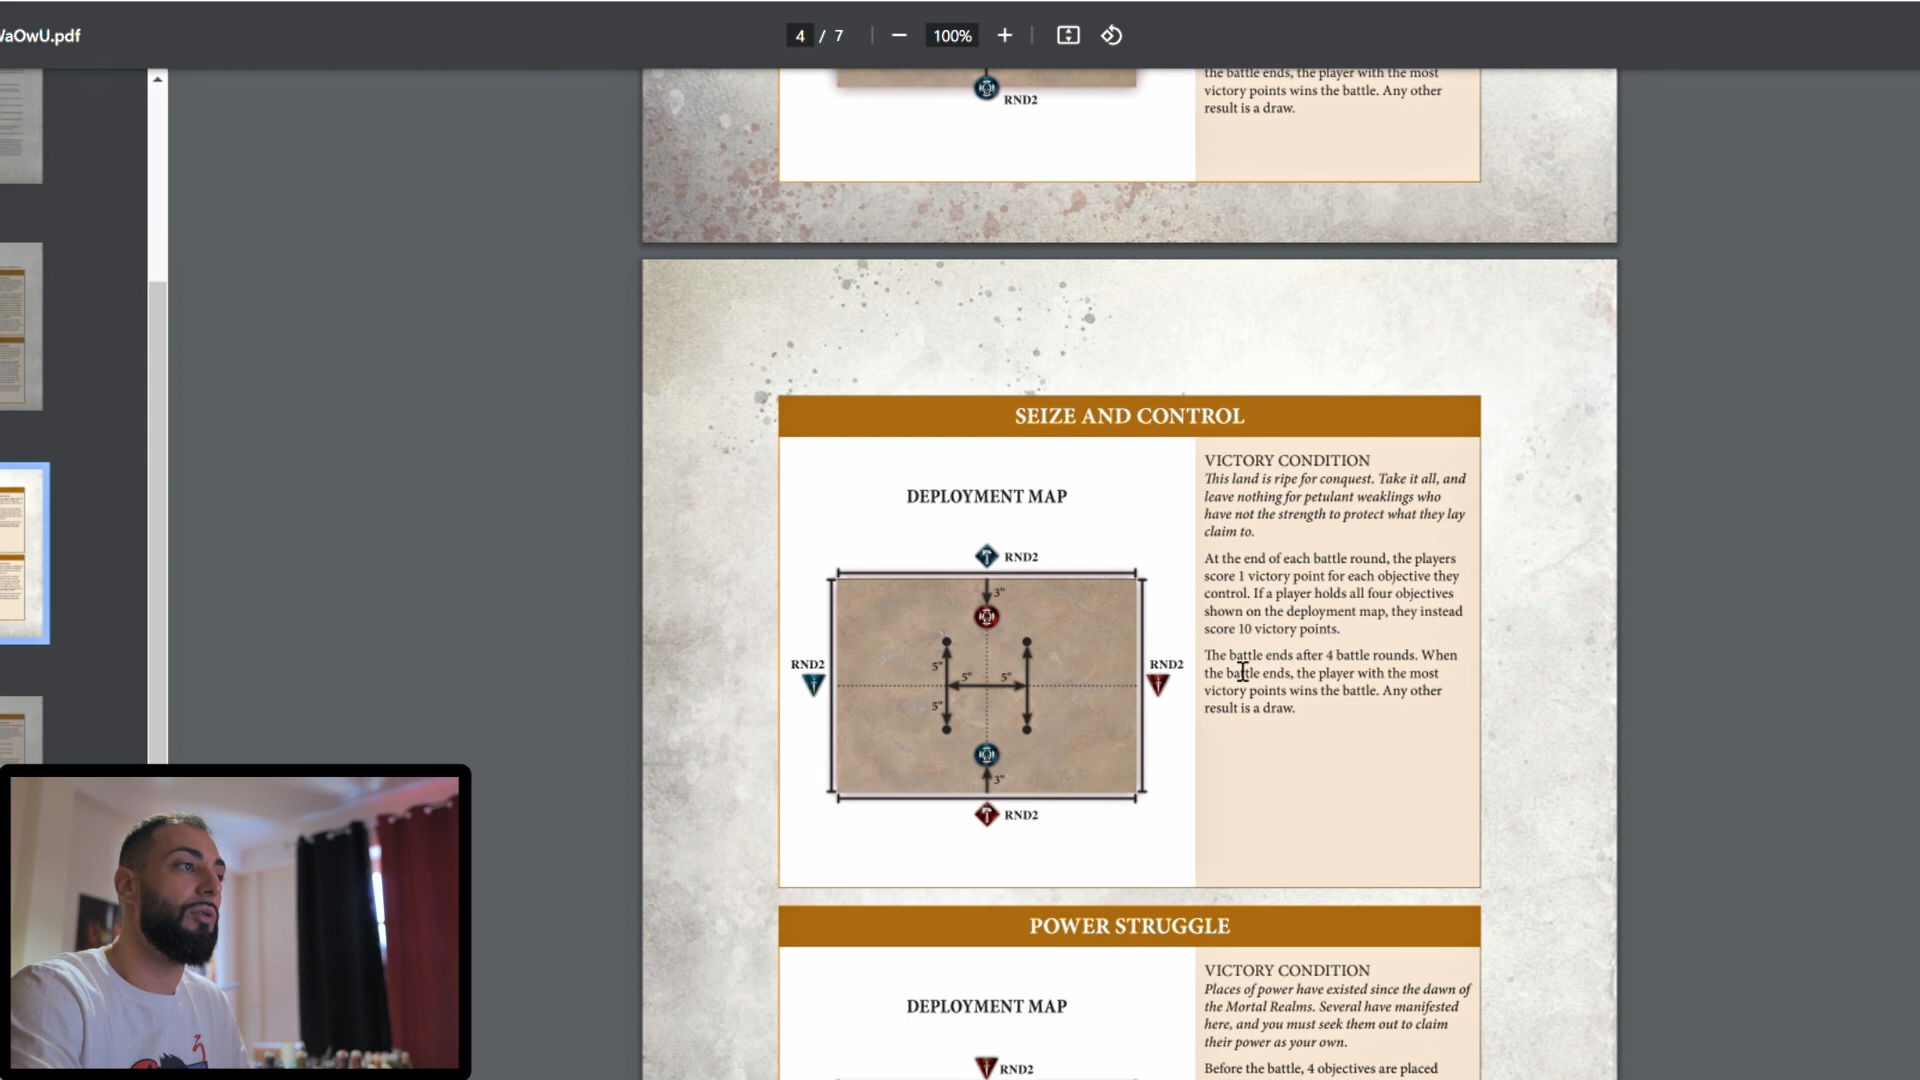 VaOwU.pdf
4 / 7
100%
the battle ends, the player with the most
victory points wins the battle. Any other
result is a draw.
RND2
SEIZE AND CONTROL
DEPLOYMENT MAP
RND2
3"
RND2
RND2
5"
5"
5"
5"
3"
RND2
VICTORY CONDITION
This land is ripe for conquest. Take it all, and
leave nothing for petulant weaklings who
have not the strength to protect what they lay
claim to.
At the end of each battle round, the players
score 1 victory point for each objective they
control. If a player holds all four objectives
shown on the deployment map, they instead
score 10 victory points.
The battle ends after 4 battle rounds. When
the battle ends, the player with the most
victory points wins the battle. Any other
result is a draw.
POWER STRUGGLE
DEPLOYMENT MAP
RND2
VICTORY CONDITION
Places of power have existed since the dawn of
the Mortal Realms. Several have manifested
here, and you must seek them out to claim
their power as your own.
Before the battle, 4 objectives are placed